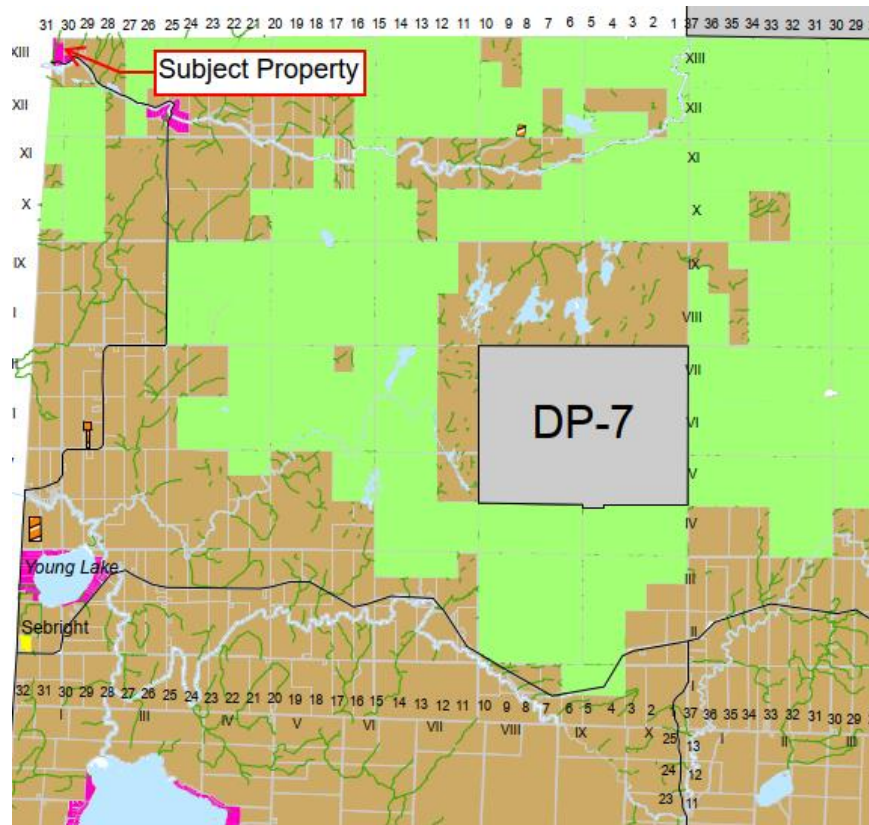 31 30 29 28 27 26 25 24 23 22 21 20 19 18 17 16 15 14 13 12 11 10 9 8 7 6 5 4 3 2 1 37 36 35 34 33 32 31 30 29
XIII
Subject Property
XIII
XII
XII
XI
XI
X
X
IX
IX
I
VIII
VII
I
DP-7
VI
V
IV
Young Lake
III
Sebright
II
32 31 30 29 28 27 26 25 24 23 22 21 20 19 18 17 16 15 14 13 12 11 10 9 8 7 6 5 4 3 2 37 36 35 34 33 32 31 30 29
I
I III IV V VI VII VIII IX X I II III
25 13
24 12
23 11